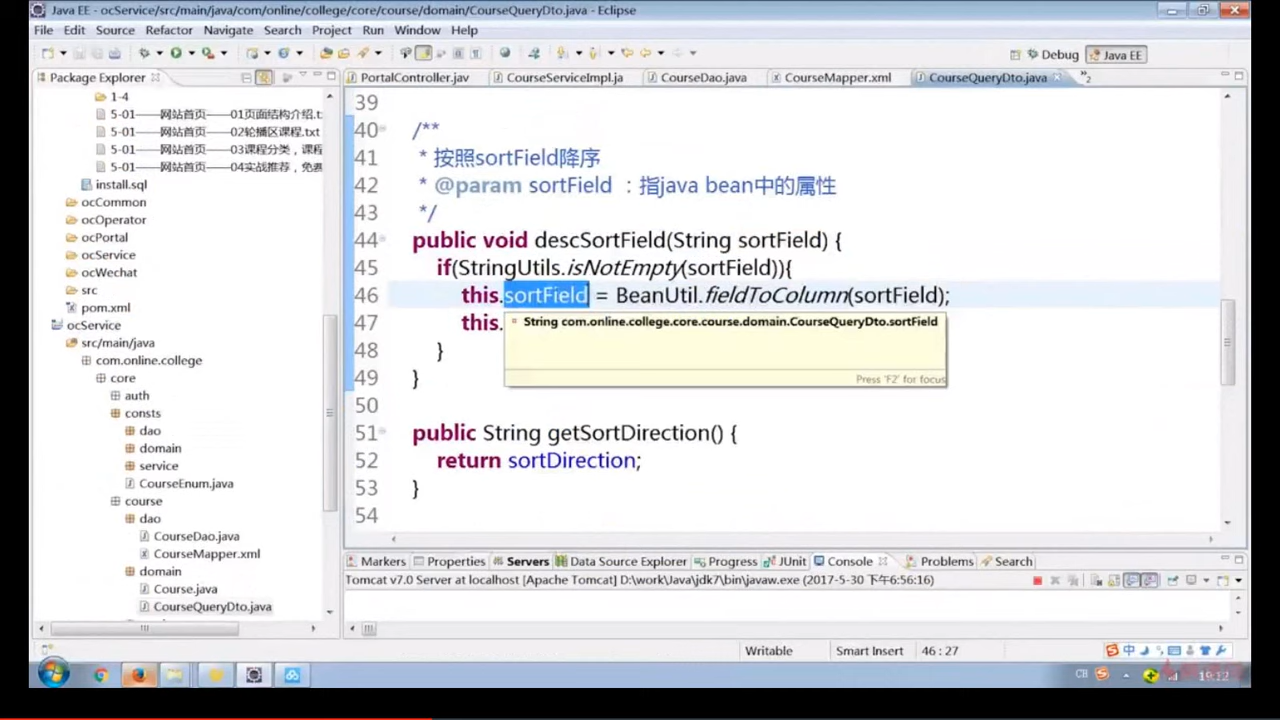 Java EE - ocService/src/main/java/com/online/college/core/course/domain/CourseQueryDto.java - Eclipse
File Edit Source Refactor Navigate Search Project Run Window Help
Debug Java EE
Package Explorer
PortalController.jav CourseServiceImpl.ja CourseDao.java CourseMapper.xml CourseQueryDto.java »2
1-4
5-01——网站首页——01页面结构介绍.t
5-01——网站首页——02轮播区课程.txt
5-01——网站首页——03课程分类，课程
5-01——网站首页——04实战推荐，免费
install.sql
ocCommon
ocOperator
ocPortal
ocService
ocWechat
src
pom.xml
ocService
src/main/java
com.online.college
core
auth
consts
dao
domain
service
CourseEnum.java
course
dao
CourseDao.java
CourseMapper.xml
domain
Course.java
CourseQueryDto.java
39
40 /**
41 * 按照sortField降序
42 * @param sortField ：指java bean中的属性
43 */
44 public void descSortField(String sortField) {
45 if(StringUtils.isNotEmpty(sortField)){
46 this.sortField = BeanUtil.fieldToColumn(sortField);
47 this.
String com.online.college.core.course.domain.CourseQueryDto.sortField
Press 'F2' for focus
48 }
49 }
50
51 public String getSortDirection() {
52 return sortDirection;
53 }
54
Markers Properties Servers Data Source Explorer Progress JUnit Console Problems Search
Tomcat v7.0 Server at localhost [Apache Tomcat] D:\work\Java\jdk7\bin\javaw.exe (2017-5-30 下午6:56:16)
Writable Smart Insert 46 : 27
中
CH 19:12